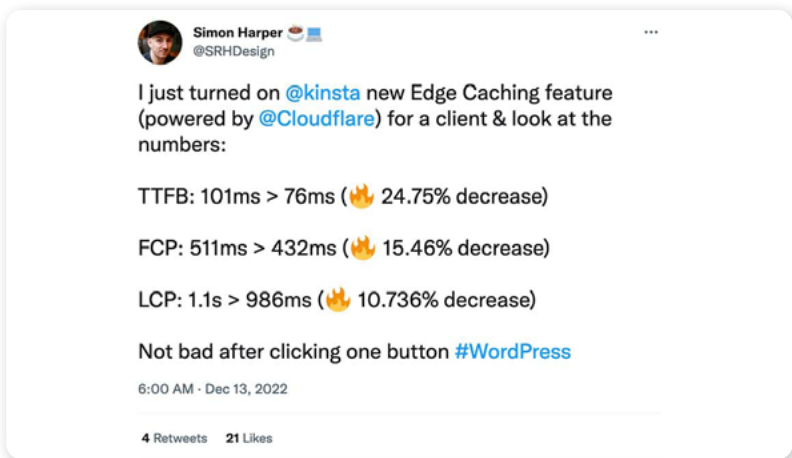 Simon Harper ☕💻
@SRHDesign
I just turned on @kinsta new Edge Caching feature
(powered by @Cloudflare) for a client & look at the
numbers:
TTFB: 101ms > 76ms (🔥 24.75% decrease)
FCP: 511ms > 432ms (🔥 15.46% decrease)
LCP: 1.1s > 986ms (🔥 10.736% decrease)
Not bad after clicking one button #WordPress
6:00 AM · Dec 13, 2022
4 Retweets 21 Likes